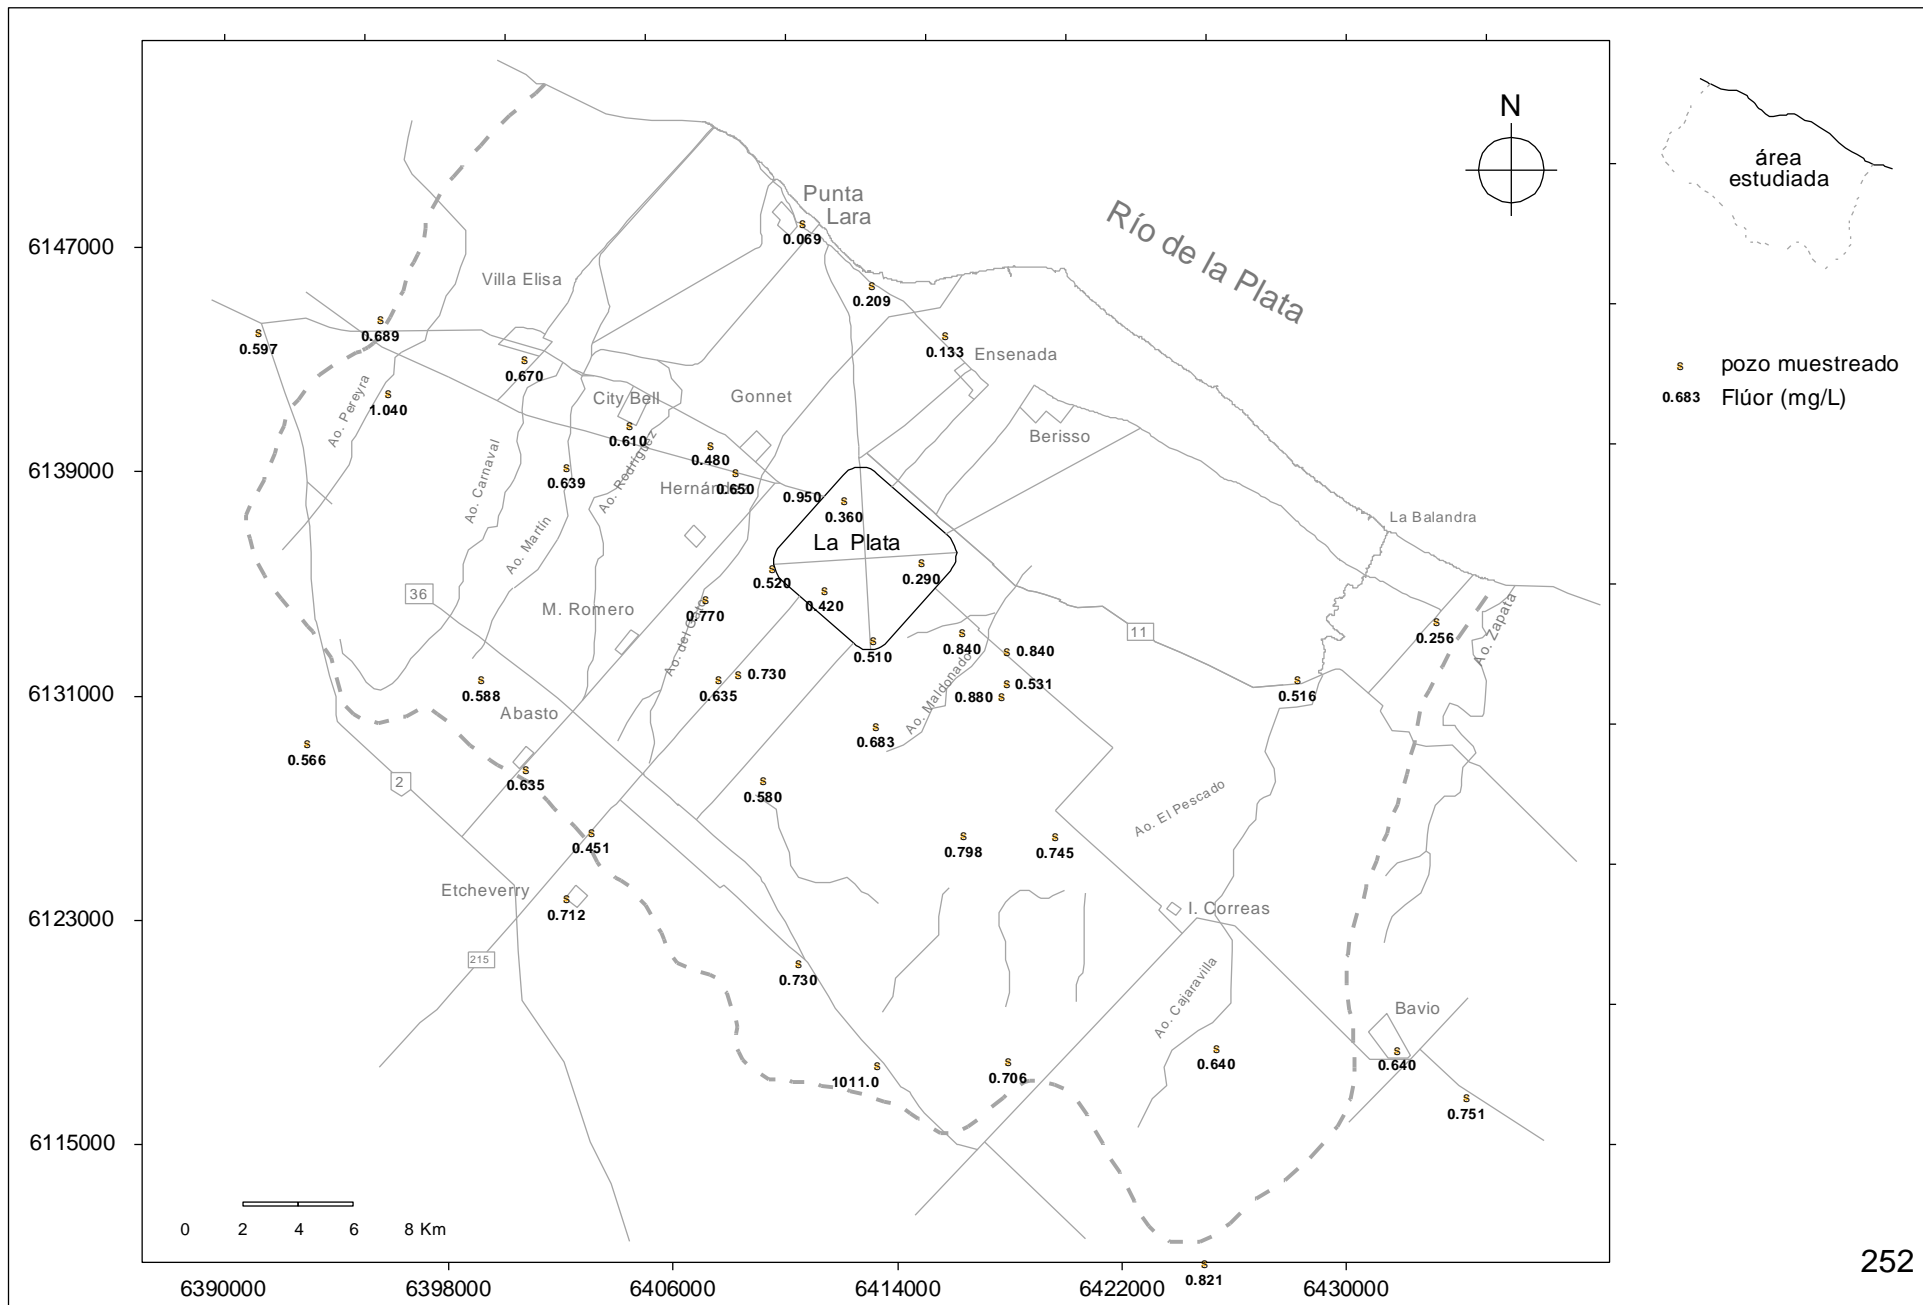 N
Río de la Plata
Punta
Lara
0.069
área
estudiada
6147000
Villa Elisa
0.209
0.689
0.597
0.133
Ensenada
0.670
s pozo muestreado
0.683 Flúor (mg/L)
1.040
Ao. Pereyra
City Bell
Gonnet
0.610
Berisso
0.480
6139000
0.639
Ao. Carnaval
Ao. Rodríguez
Hernández
0.650
0.950
0.360
Ao. Martín
La Balandra
La Plata
0.520
0.290
36
M. Romero
0.770
0.420
11
0.256
Ao. Zapata
Ao. del Gato
0.510
0.840
0.840
0.730
0.635
0.531
0.880
0.516
6131000
0.588
Abasto
Ao. Maldonado
0.683
0.566
2
0.635
0.580
Ao. El Pescado
0.451
0.798
0.745
Etcheverry
0.712
6123000
I. Correas
215
0.730
Ao. Cajaravilla
Bavio
1011.0
0.706
0.640
0.640
0.751
6115000
0 2 4 6 8 Km
0.821
252
6390000 6398000 6406000 6414000 6422000 6430000